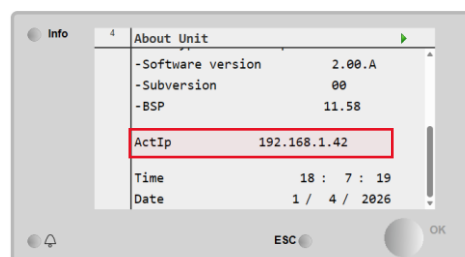 Info
4 About Unit
-Software version 2.00.A
-Subversion 00
-BSP 11.58
ActIp 192.168.1.42
Time 18 : 7 : 19
Date 1 / 4 / 2026
ESC
OK